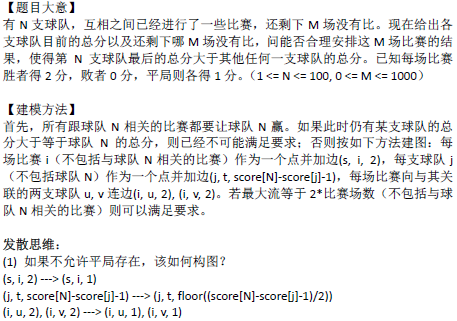 【题目大意】
有 N 支球队，互相之间已经进行了一些比赛，还剩下 M 场没有比。现在给出各
支球队目前的总分以及还剩下哪 M 场没有比，问能否合理安排这 M 场比赛的结
果，使得第 N 支球队最后的总分大于其他任何一支球队的总分。已知每场比赛
胜者得 2 分，败者 0 分，平局则各得 1 分。（1 <= N <= 100, 0 <= M <= 1000）
【建模方法】
首先，所有跟球队 N 相关的比赛都要让球队 N 赢。如果此时仍有某支球队的总
分大于等于球队 N 的总分，则已经不可能满足要求；否则按如下方法建图：每
场比赛 i（不包括与球队 N 相关的比赛）作为一个点并加边(s, i, 2)，每支球队 j
（不包括球队 N）作为一个点并加边(j, t, score[N]-score[j]-1)，每场比赛向与其关
联的两支球队 u, v 连边(i, u, 2), (i, v, 2)。若最大流等于 2*比赛场数（不包括与球
队 N 相关的比赛）则可以满足要求。
发散思维：
(1) 如果不允许平局存在，该如何构图？
(s, i, 2) ---> (s, i, 1)
(j, t, score[N]-score[j]-1) ---> (j, t, floor((score[N]-score[j]-1)/2))
(i, u, 2), (i, v, 2) ---> (i, u, 1), (i, v, 1)